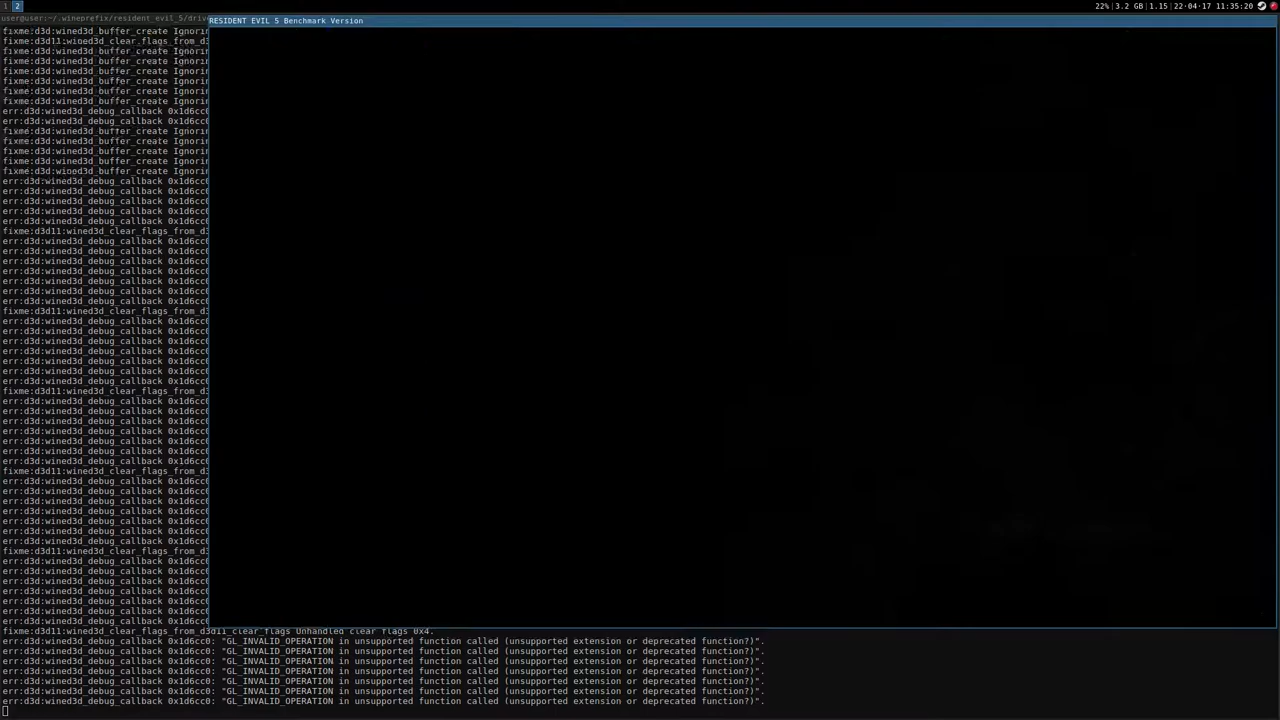 1 2
22% | 3.2 GB | 1.15 | 22·04·17 11:35:20
user@user:~/.wineprefix/resident_evil_5/driv
RESIDENT EVIL 5 Benchmark Version
fixme:d3d:wined3d_buffer_create Ignorin
fixme:d3d11:wined3d_clear_flags_from_d3
fixme:d3d:wined3d_buffer_create Ignorin
fixme:d3d:wined3d_buffer_create Ignorin
fixme:d3d:wined3d_buffer_create Ignorin
fixme:d3d:wined3d_buffer_create Ignorin
fixme:d3d:wined3d_buffer_create Ignorin
fixme:d3d:wined3d_buffer_create Ignorin
err:d3d:wined3d_debug_callback 0x1d6cc0
err:d3d:wined3d_debug_callback 0x1d6cc0
fixme:d3d:wined3d_buffer_create Ignorin
fixme:d3d:wined3d_buffer_create Ignorin
fixme:d3d:wined3d_buffer_create Ignorin
fixme:d3d:wined3d_buffer_create Ignorin
fixme:d3d:wined3d_buffer_create Ignorin
err:d3d:wined3d_debug_callback 0x1d6cc0
err:d3d:wined3d_debug_callback 0x1d6cc0
err:d3d:wined3d_debug_callback 0x1d6cc0
err:d3d:wined3d_debug_callback 0x1d6cc0
err:d3d:wined3d_debug_callback 0x1d6cc0
fixme:d3d11:wined3d_clear_flags_from_d3
err:d3d:wined3d_debug_callback 0x1d6cc0
err:d3d:wined3d_debug_callback 0x1d6cc0
err:d3d:wined3d_debug_callback 0x1d6cc0
err:d3d:wined3d_debug_callback 0x1d6cc0
err:d3d:wined3d_debug_callback 0x1d6cc0
err:d3d:wined3d_debug_callback 0x1d6cc0
err:d3d:wined3d_debug_callback 0x1d6cc0
fixme:d3d11:wined3d_clear_flags_from_d3
err:d3d:wined3d_debug_callback 0x1d6cc0
err:d3d:wined3d_debug_callback 0x1d6cc0
err:d3d:wined3d_debug_callback 0x1d6cc0
err:d3d:wined3d_debug_callback 0x1d6cc0
err:d3d:wined3d_debug_callback 0x1d6cc0
err:d3d:wined3d_debug_callback 0x1d6cc0
err:d3d:wined3d_debug_callback 0x1d6cc0
fixme:d3d11:wined3d_clear_flags_from_d3
err:d3d:wined3d_debug_callback 0x1d6cc0
err:d3d:wined3d_debug_callback 0x1d6cc0
err:d3d:wined3d_debug_callback 0x1d6cc0
err:d3d:wined3d_debug_callback 0x1d6cc0
err:d3d:wined3d_debug_callback 0x1d6cc0
err:d3d:wined3d_debug_callback 0x1d6cc0
err:d3d:wined3d_debug_callback 0x1d6cc0
fixme:d3d11:wined3d_clear_flags_from_d3
err:d3d:wined3d_debug_callback 0x1d6cc0
err:d3d:wined3d_debug_callback 0x1d6cc0
err:d3d:wined3d_debug_callback 0x1d6cc0
err:d3d:wined3d_debug_callback 0x1d6cc0
err:d3d:wined3d_debug_callback 0x1d6cc0
err:d3d:wined3d_debug_callback 0x1d6cc0
err:d3d:wined3d_debug_callback 0x1d6cc0
fixme:d3d11:wined3d_clear_flags_from_d3
err:d3d:wined3d_debug_callback 0x1d6cc0
err:d3d:wined3d_debug_callback 0x1d6cc0
err:d3d:wined3d_debug_callback 0x1d6cc0
err:d3d:wined3d_debug_callback 0x1d6cc0
err:d3d:wined3d_debug_callback 0x1d6cc0
err:d3d:wined3d_debug_callback 0x1d6cc0
err:d3d:wined3d_debug_callback 0x1d6cc0
fixme:d3d11:wined3d_clear_flags_from_d3d11_clear_flags Unhandled clear flags 0x4.
err:d3d:wined3d_debug_callback 0x1d6cc0: "GL_INVALID_OPERATION in unsupported function called (unsupported extension or deprecated function?)".
err:d3d:wined3d_debug_callback 0x1d6cc0: "GL_INVALID_OPERATION in unsupported function called (unsupported extension or deprecated function?)".
err:d3d:wined3d_debug_callback 0x1d6cc0: "GL_INVALID_OPERATION in unsupported function called (unsupported extension or deprecated function?)".
err:d3d:wined3d_debug_callback 0x1d6cc0: "GL_INVALID_OPERATION in unsupported function called (unsupported extension or deprecated function?)".
err:d3d:wined3d_debug_callback 0x1d6cc0: "GL_INVALID_OPERATION in unsupported function called (unsupported extension or deprecated function?)".
err:d3d:wined3d_debug_callback 0x1d6cc0: "GL_INVALID_OPERATION in unsupported function called (unsupported extension or deprecated function?)".
err:d3d:wined3d_debug_callback 0x1d6cc0: "GL_INVALID_OPERATION in unsupported function called (unsupported extension or deprecated function?)".